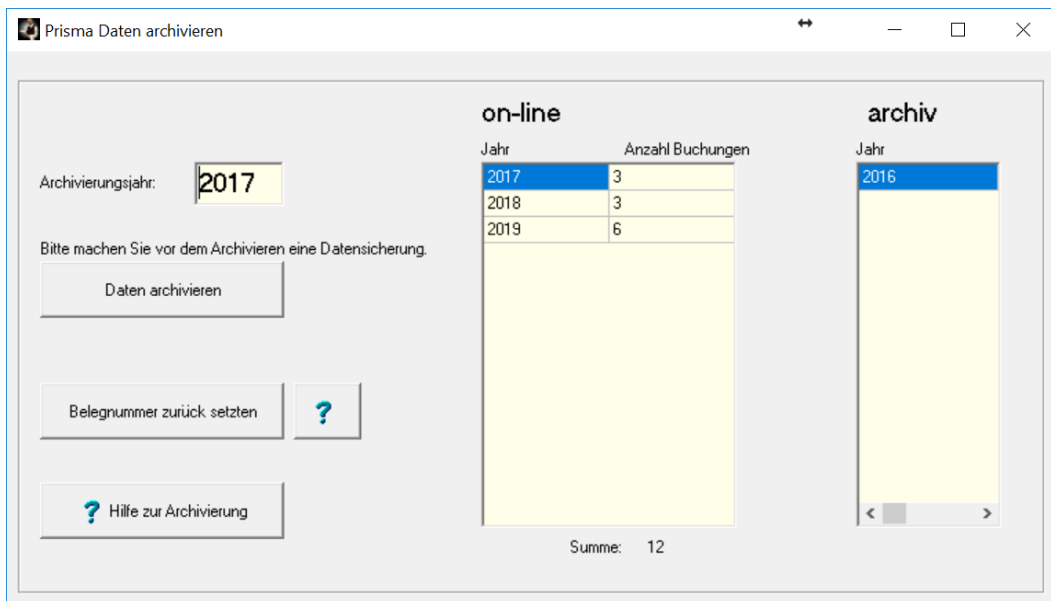 Prisma Daten archivieren
on-line
archiv
Jahr Anzahl Buchungen
Jahr
Archivierungsjahr: 2017
2017 3
2018 3
2019 6
2016
Bitte machen Sie vor dem Archivieren eine Datensicherung.
Daten archivieren
Belegnummer zurück setzten
?
? Hilfe zur Archivierung
Summe: 12